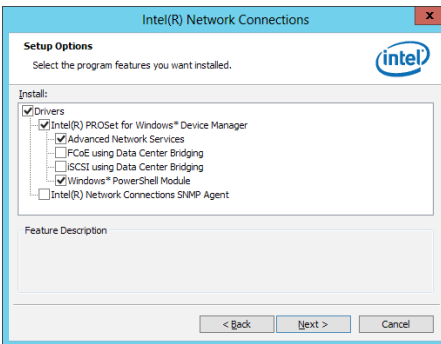 Intel(R) Network Connections
x
Setup Options
Select the program features you want installed.
intel
Install:
Drivers
Intel(R) PROSet for Windows* Device Manager
Advanced Network Services
FCoE using Data Center Bridging
iSCSI using Data Center Bridging
Windows* PowerShell Module
Intel(R) Network Connections SNMP Agent
Feature Description
< Back Next > Cancel